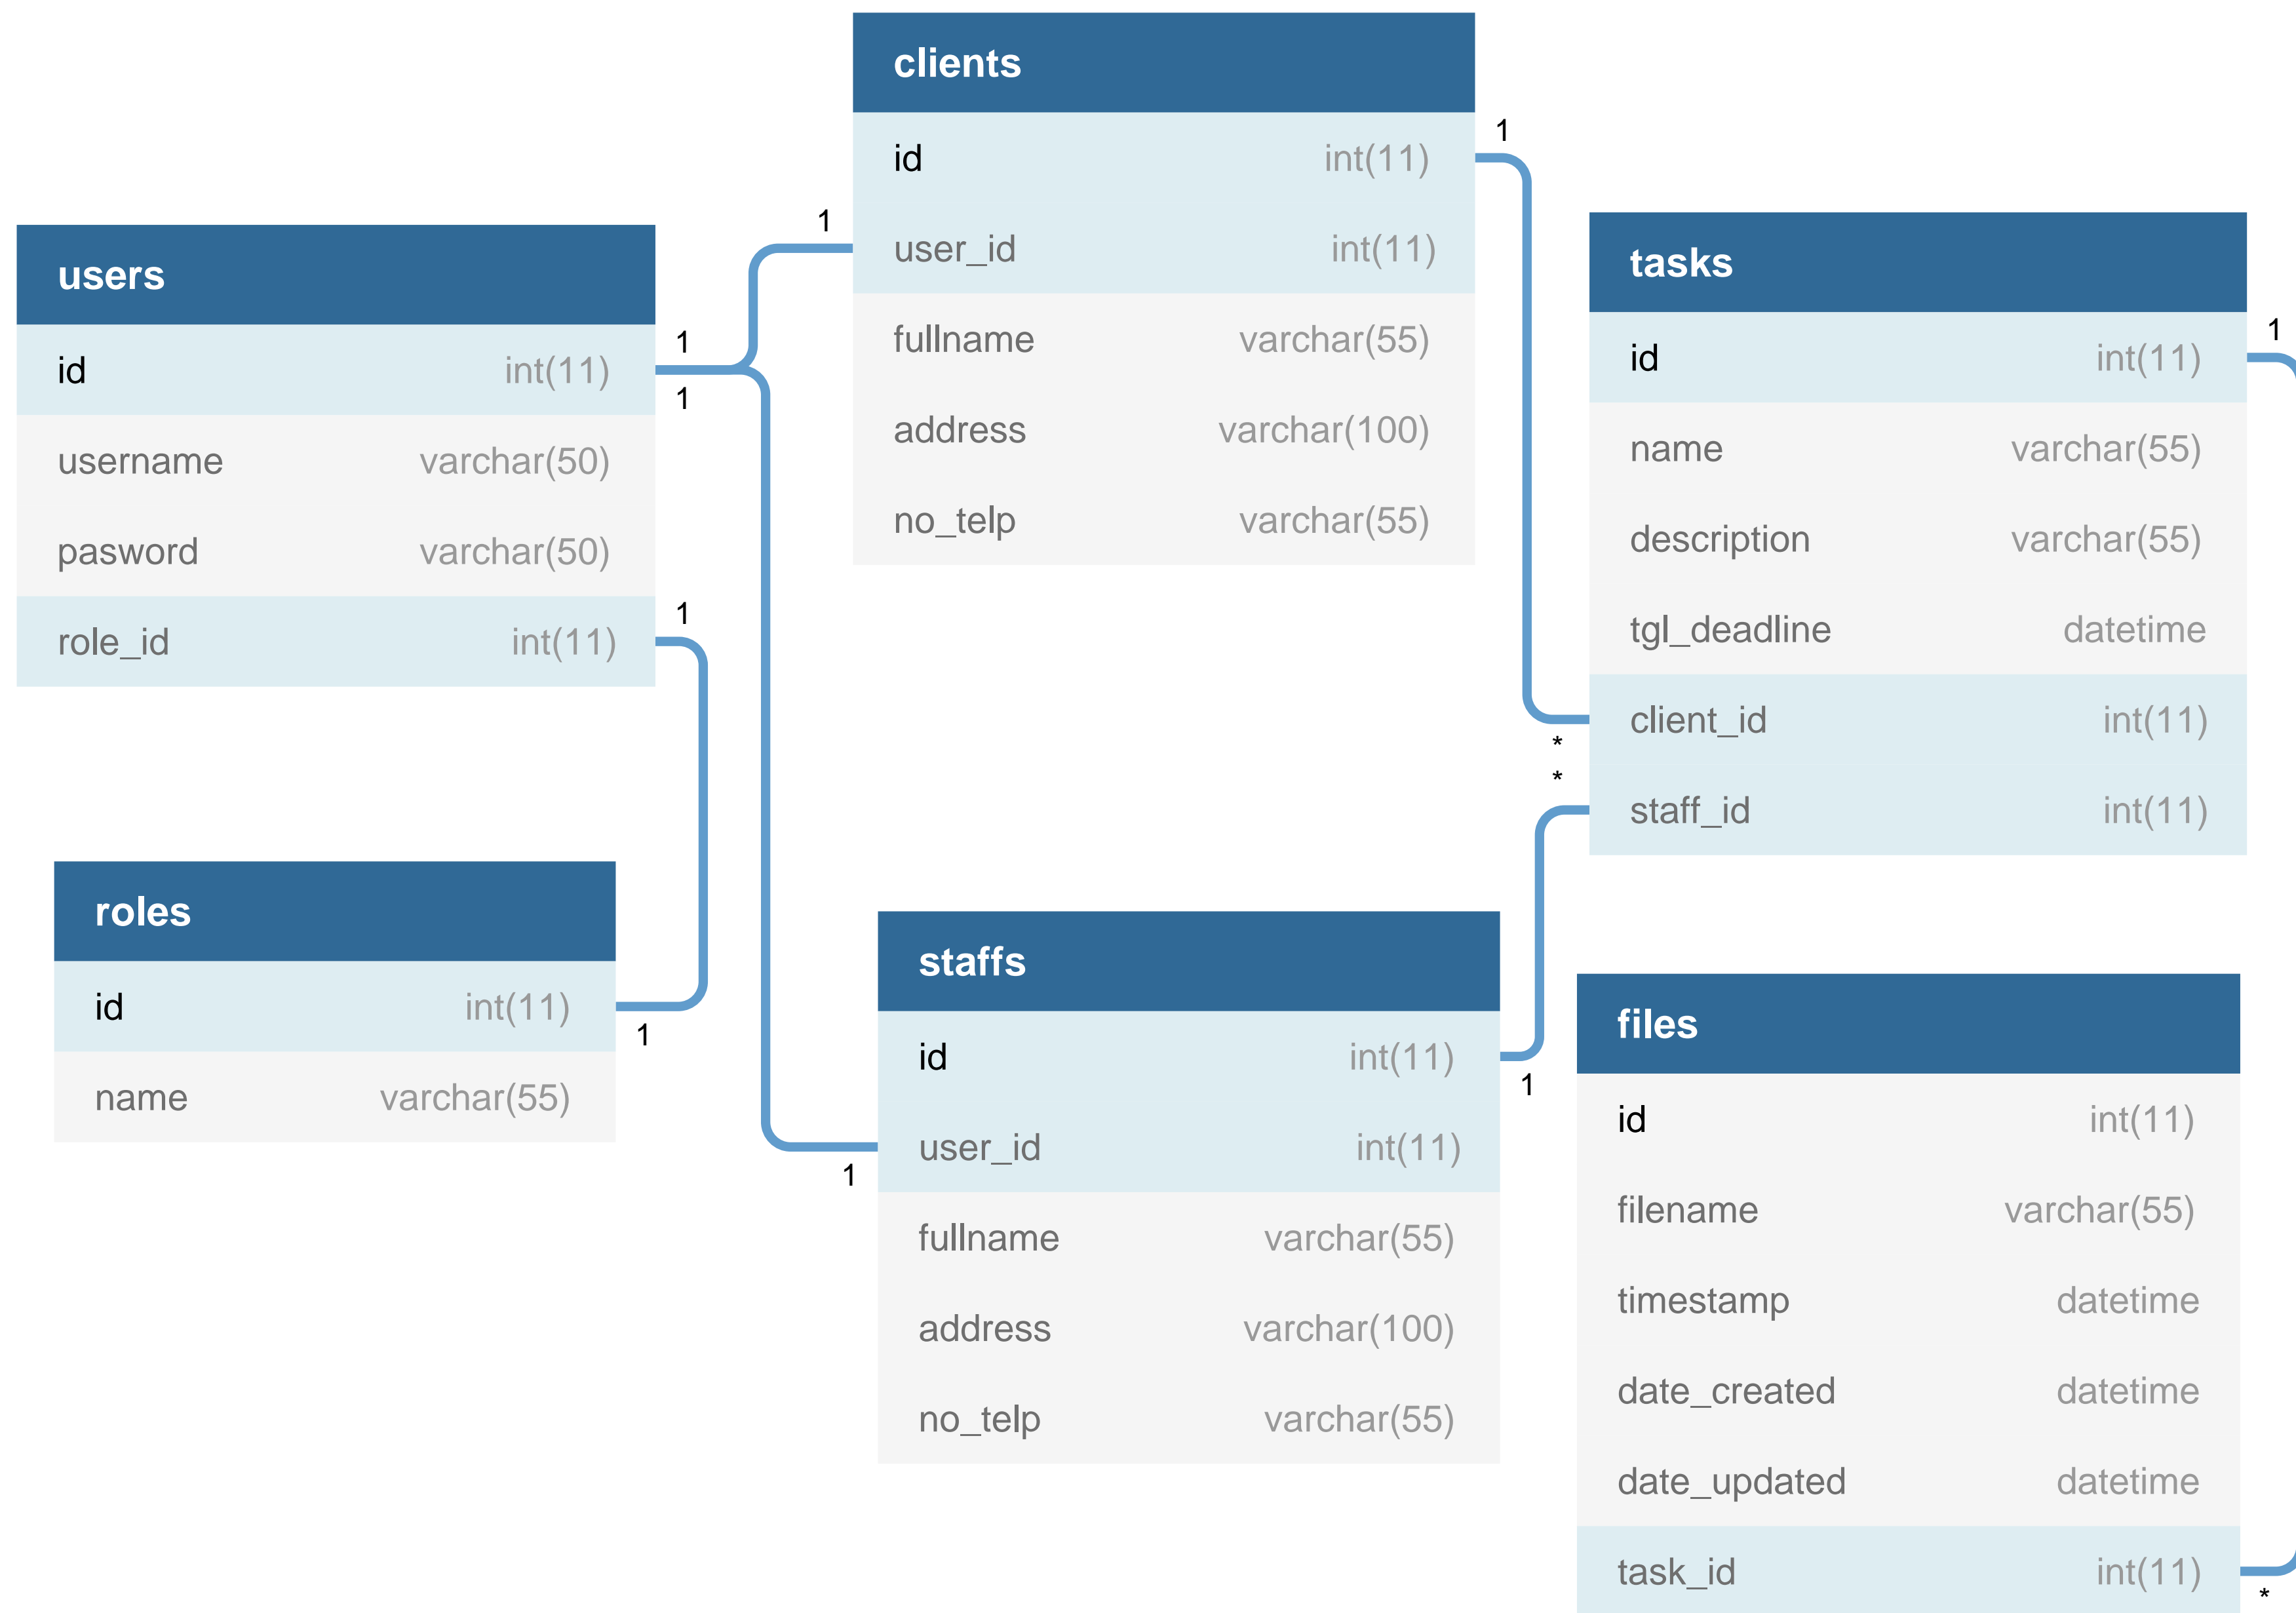 clients
id int(11)
user_id int(11)
fullname varchar(55)
address varchar(100)
no_telp varchar(55)
1
1
users
id int(11)
username varchar(50)
pasword varchar(50)
role_id int(11)
1
1
1
tasks
id int(11)
name varchar(55)
description varchar(55)
tgl_deadline datetime
client_id int(11)
staff_id int(11)
1
*
*
roles
id int(11)
name varchar(55)
1
staffs
id int(11)
user_id int(11)
fullname varchar(55)
address varchar(100)
no_telp varchar(55)
1
1
files
id int(11)
filename varchar(55)
timestamp datetime
date_created datetime
date_updated datetime
task_id int(11)
*